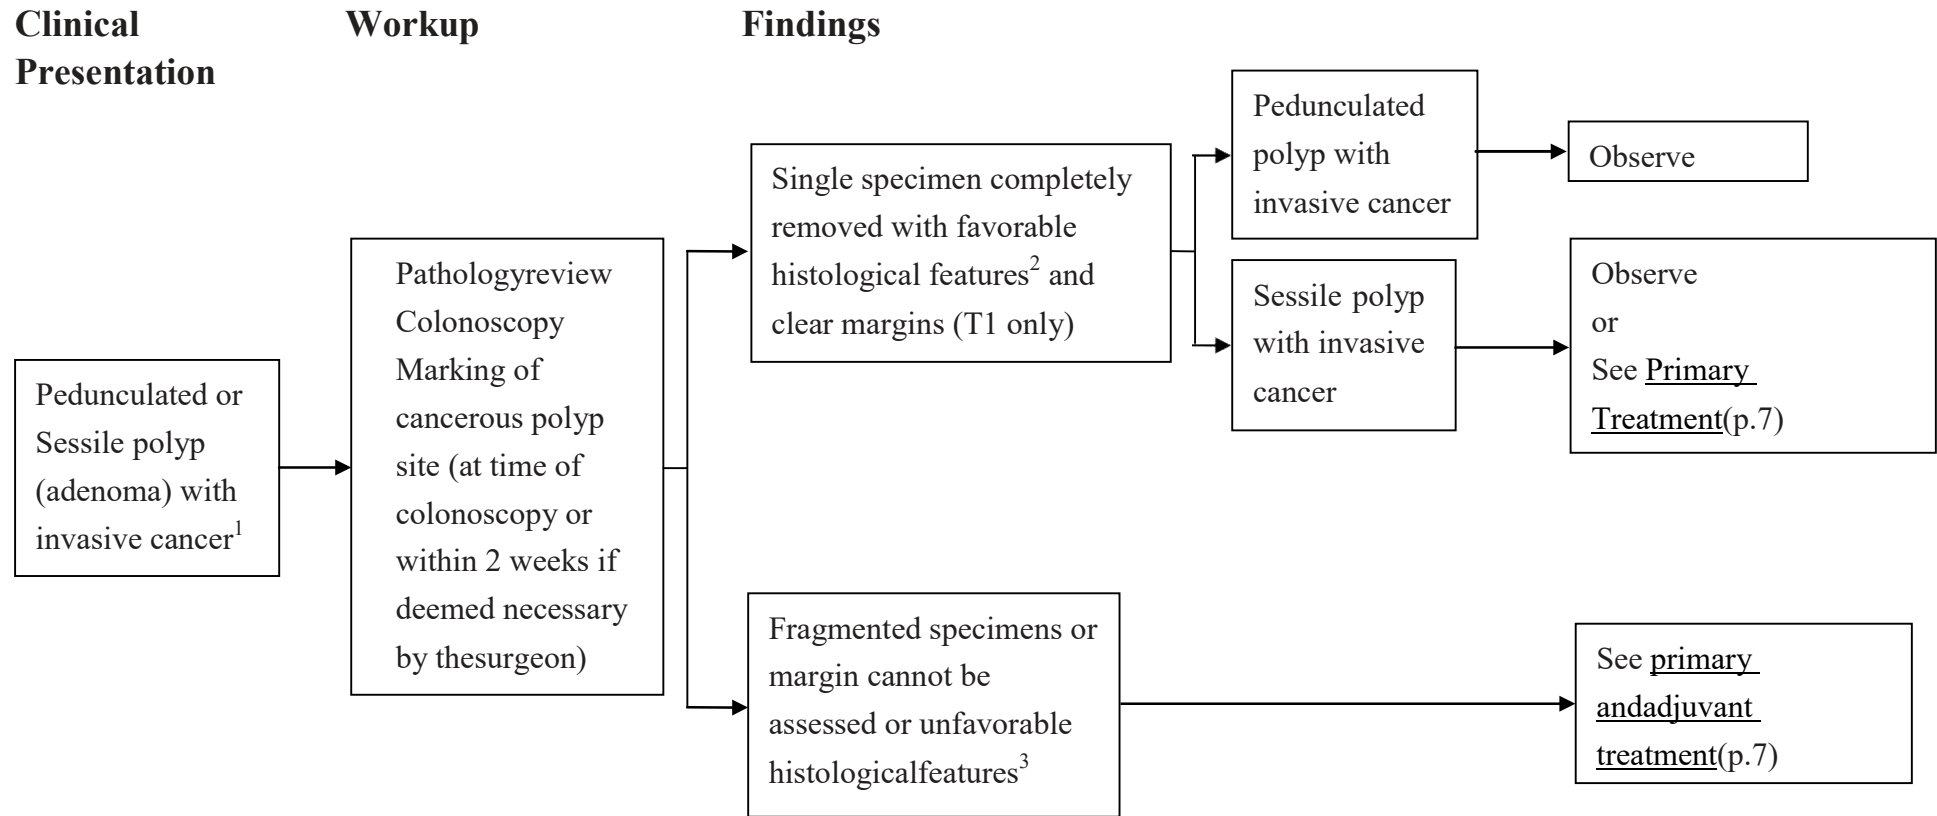 Clinical
Presentation
Workup
Findings
Pedunculated or
Sessile polyp
(adenoma) with
invasive cancer1
Pathologyreview
Colonoscopy
Marking of
cancerous polyp
site (at time of
colonoscopy or
within 2 weeks if
deemed necessary
by thesurgeon)
Single specimen completely
removed with favorable
histological features2 and
clear margins (T1 only)
Pedunculated
polyp with
invasive cancer
Observe
Sessile polyp
with invasive
cancer
Observe
or
See Primary
Treatment(p.7)
Fragmented specimens or
margin cannot be
assessed or unfavorable
histologicalfeatures3
See primary
andadjuvant
treatment(p.7)